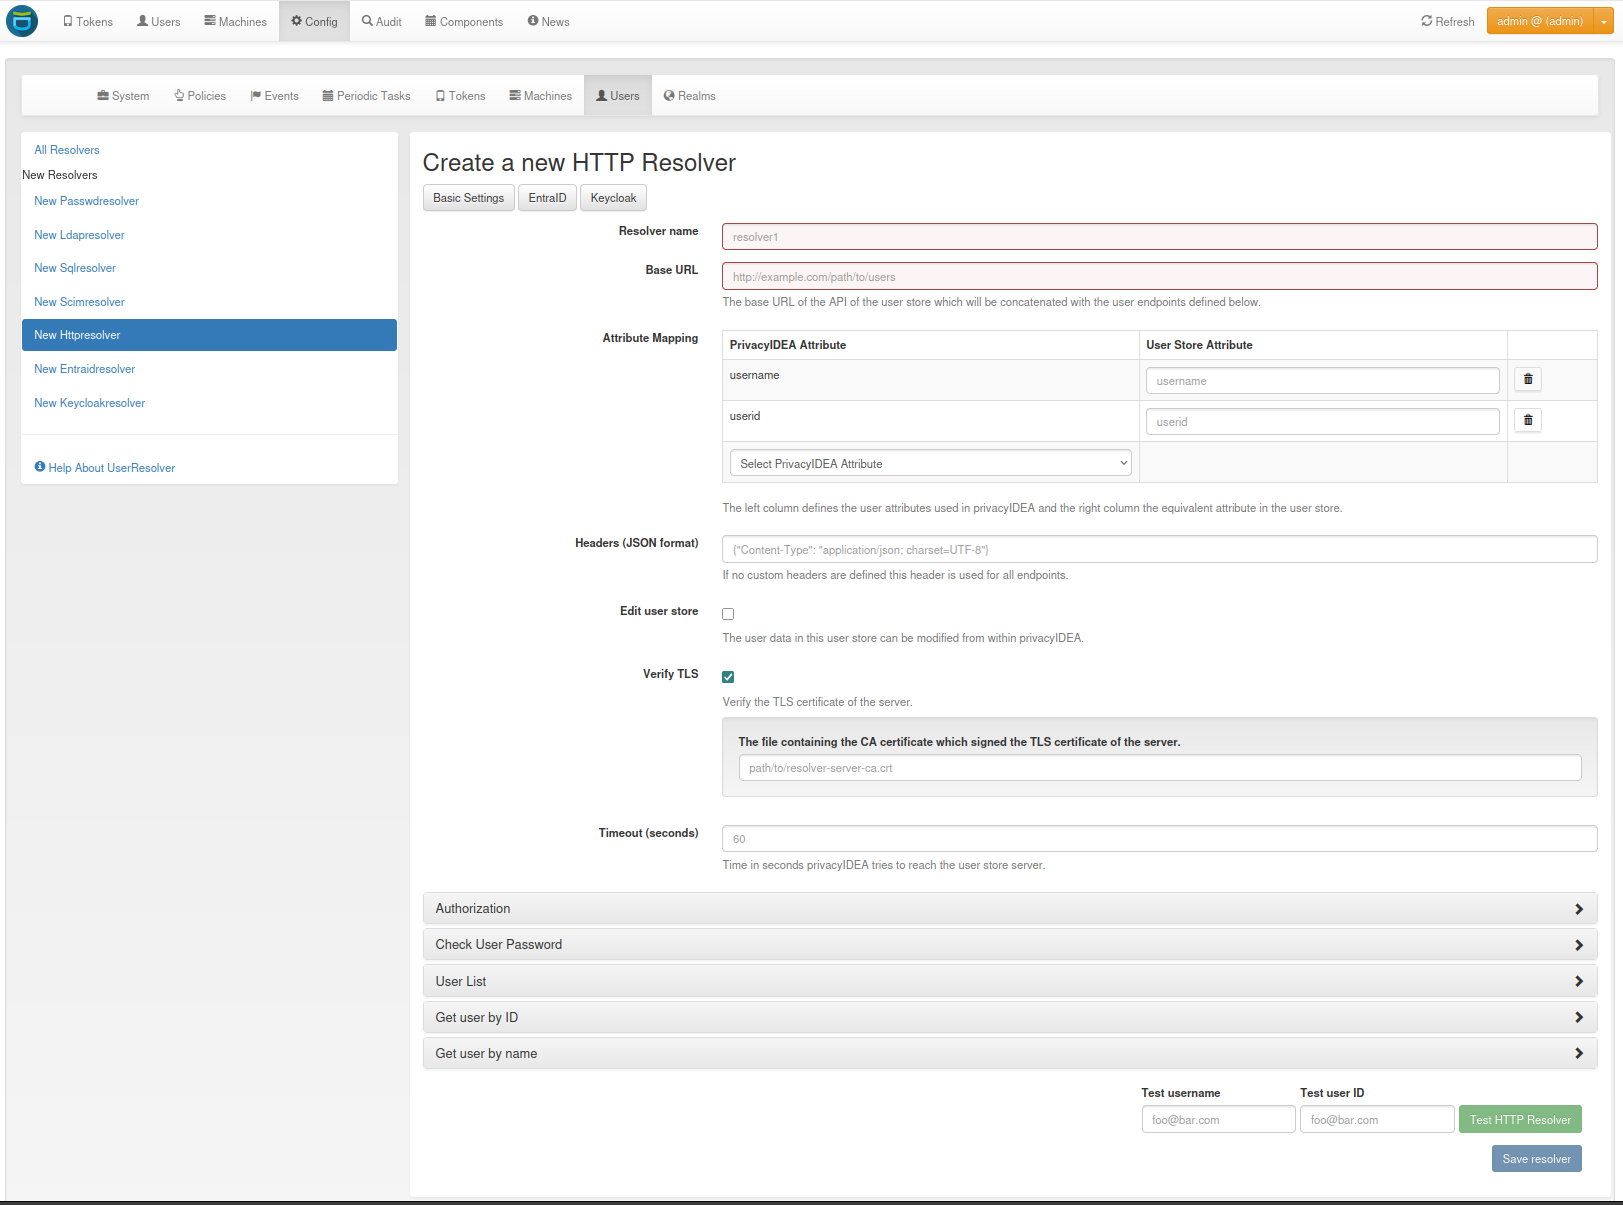 Tokens Users Machines Config Audit Components News Refresh admin @ (admin)
System Policies Events Periodic Tasks Tokens Machines Users Realms
All Resolvers
New Resolvers
New Passwdresolver
New Ldapresolver
New Sqlresolver
New Scimresolver
New Httpresolver
New Entraidresolver
New Keycloakresolver
Help About UserResolver
Create a new HTTP Resolver
Basic Settings EntraID Keycloak
Resolver name resolver1
Base URL http://example.com/path/to/users
The base URL of the API of the user store which will be concatenated with the user endpoints defined below.
Attribute Mapping PrivacyIDEA Attribute User Store Attribute
username username
userid userid
Select PrivacyIDEA Attribute
The left column defines the user attributes used in privacyIDEA and the right column the equivalent attribute in the user store.
Headers (JSON format) {"Content-Type": "application/json; charset=UTF-8"}
If no custom headers are defined this header is used for all endpoints.
Edit user store
The user data in this user store can be modified from within privacyIDEA.
Verify TLS
Verify the TLS certificate of the server.
The file containing the CA certificate which signed the TLS certificate of the server.
path/to/resolver-server-ca.crt
Timeout (seconds) 60
Time in seconds privacyIDEA tries to reach the user store server.
Authorization
Check User Password
User List
Get user by ID
Get user by name
Test username Test user ID
foo@bar.com foo@bar.com Test HTTP Resolver
Save resolver